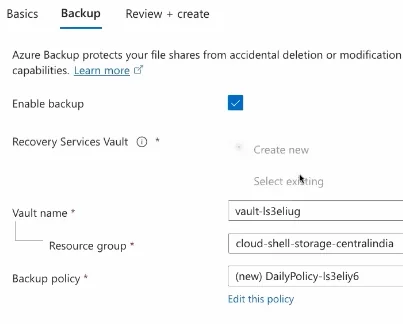 Basics Backup Review + create
Azure Backup protects your file shares from accidental deletion or modification
capabilities. Learn more
Enable backup
Recovery Services Vault *
Create new
Select existing
Vault name * vault-ls3eliug
Resource group * cloud-shell-storage-centralindia
Backup policy * (new) DailyPolicy-ls3eliy6
Edit this policy